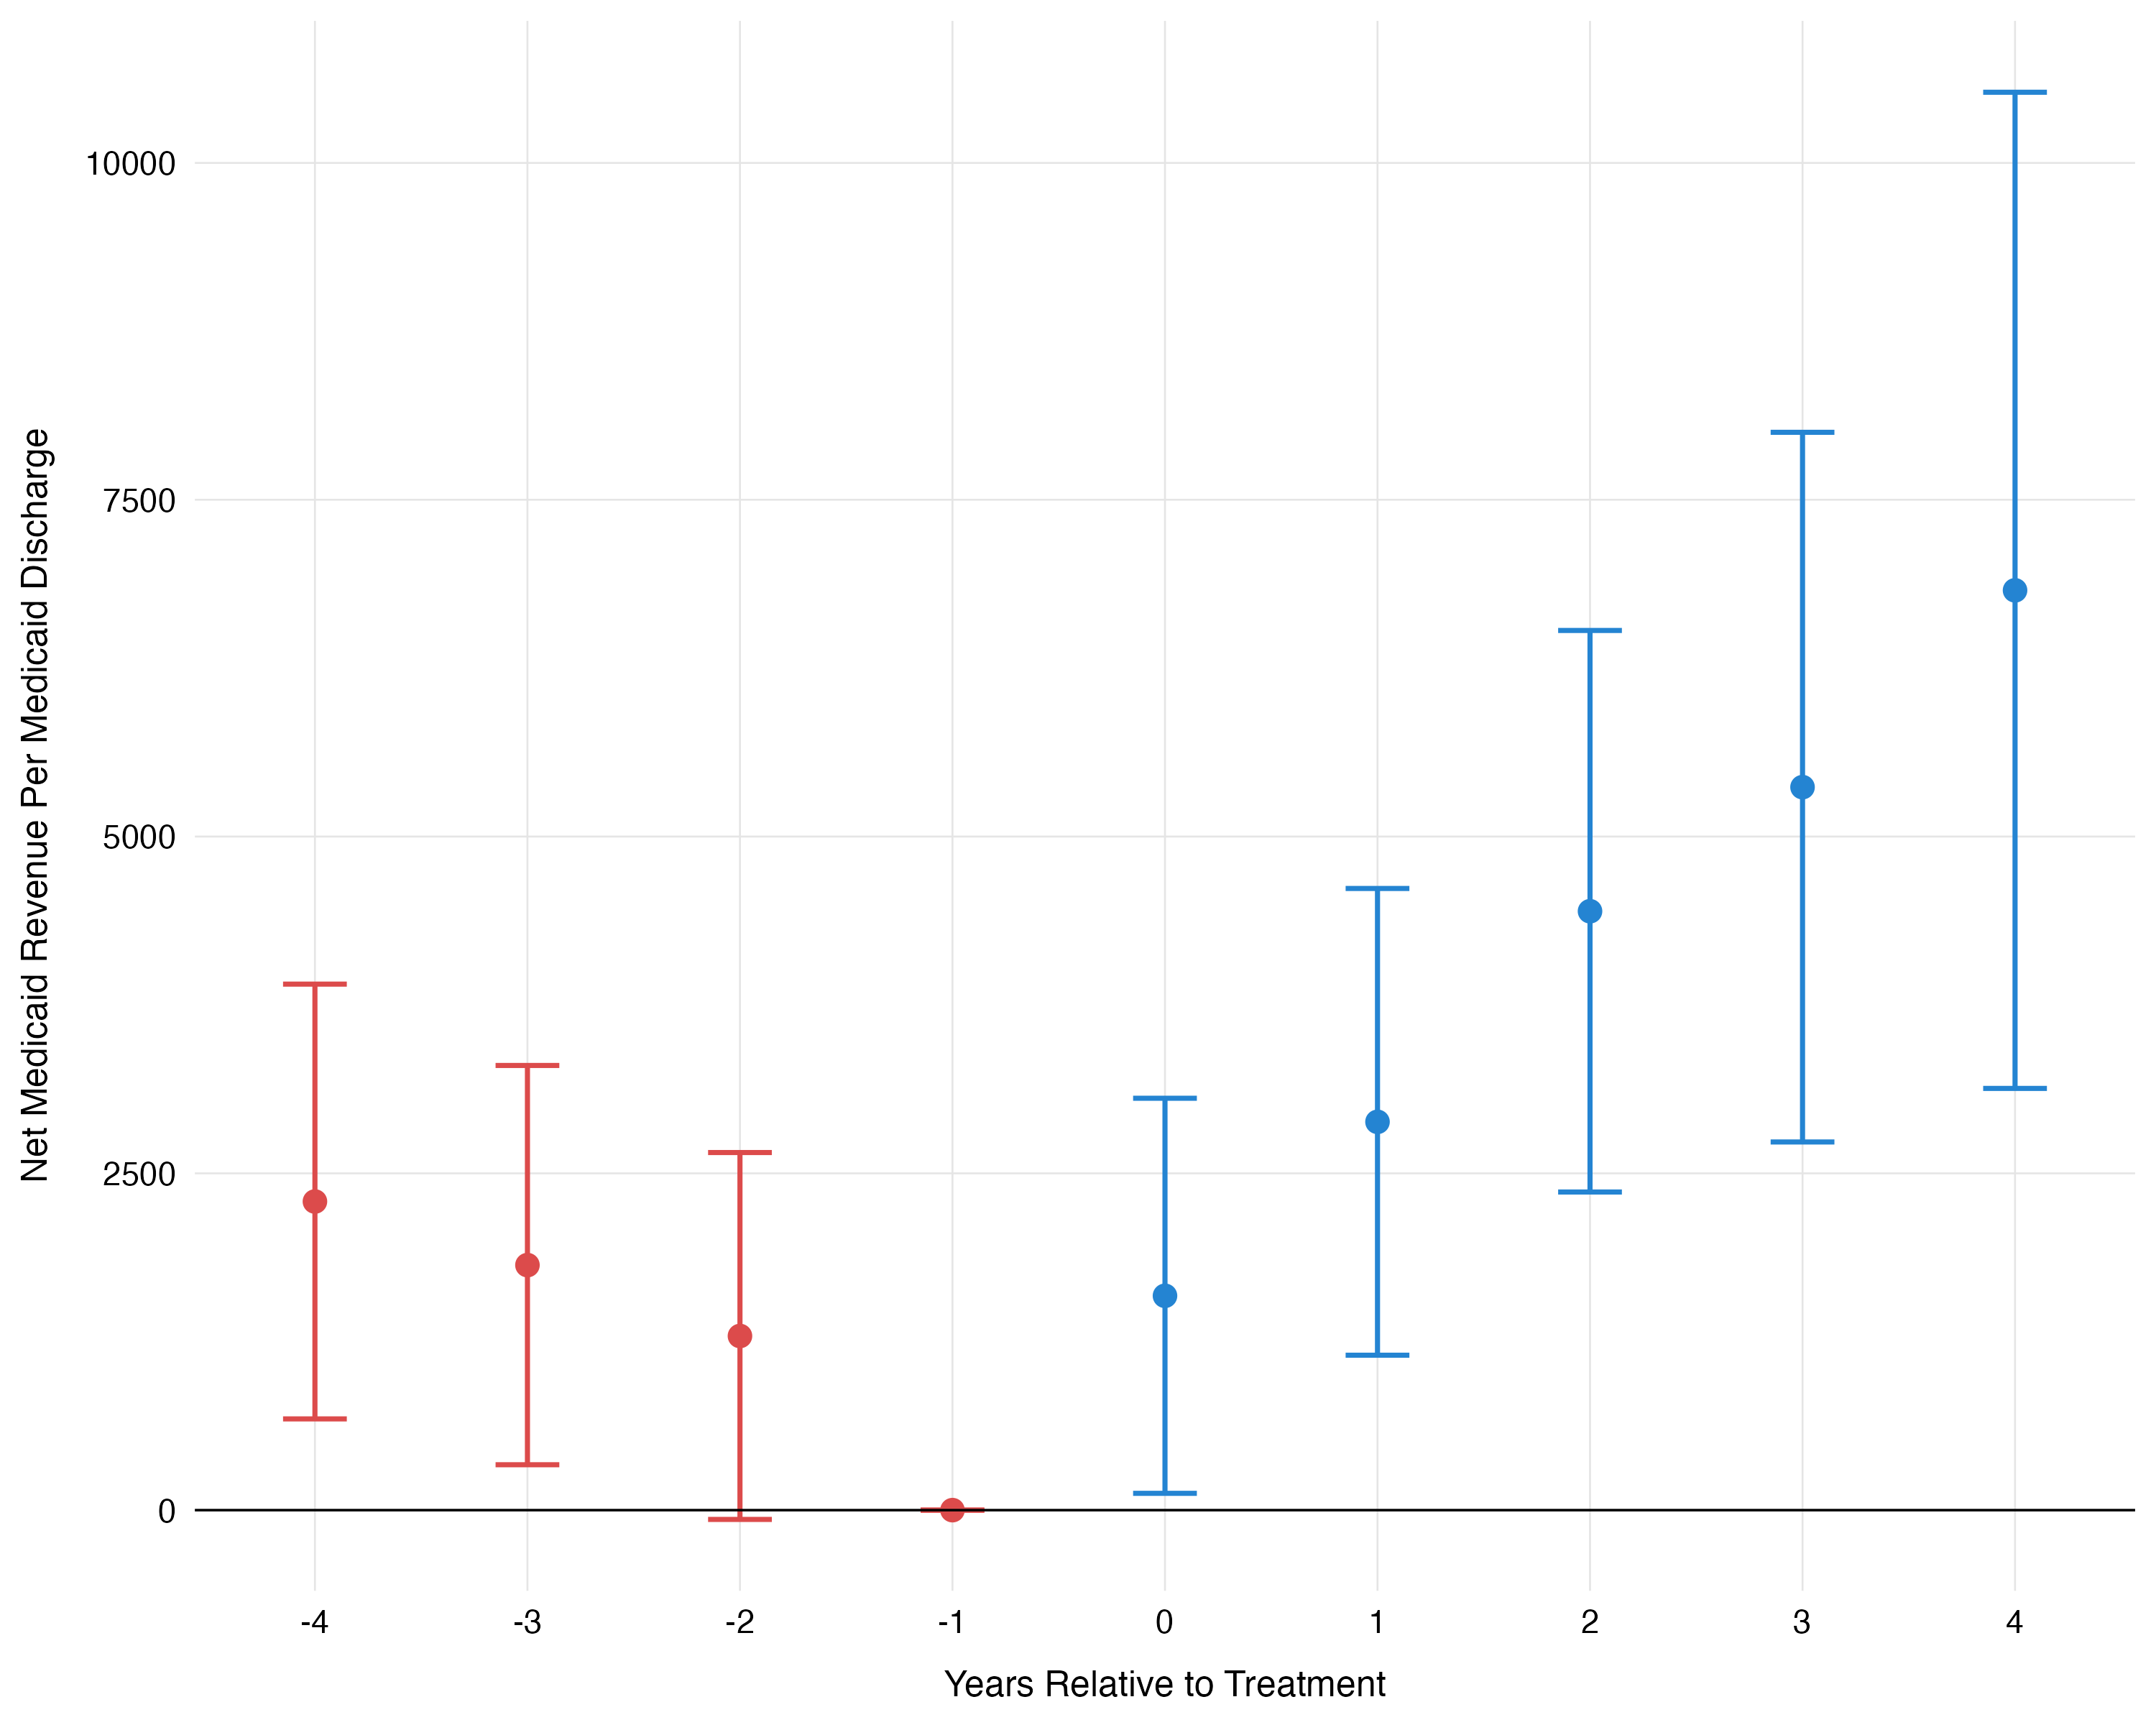 Net Medicaid Revenue Per Medicaid Discharge
10000
7500
5000
2500
0
-4 -3 -2 -1 0 1 2 3 4
Years Relative to Treatment